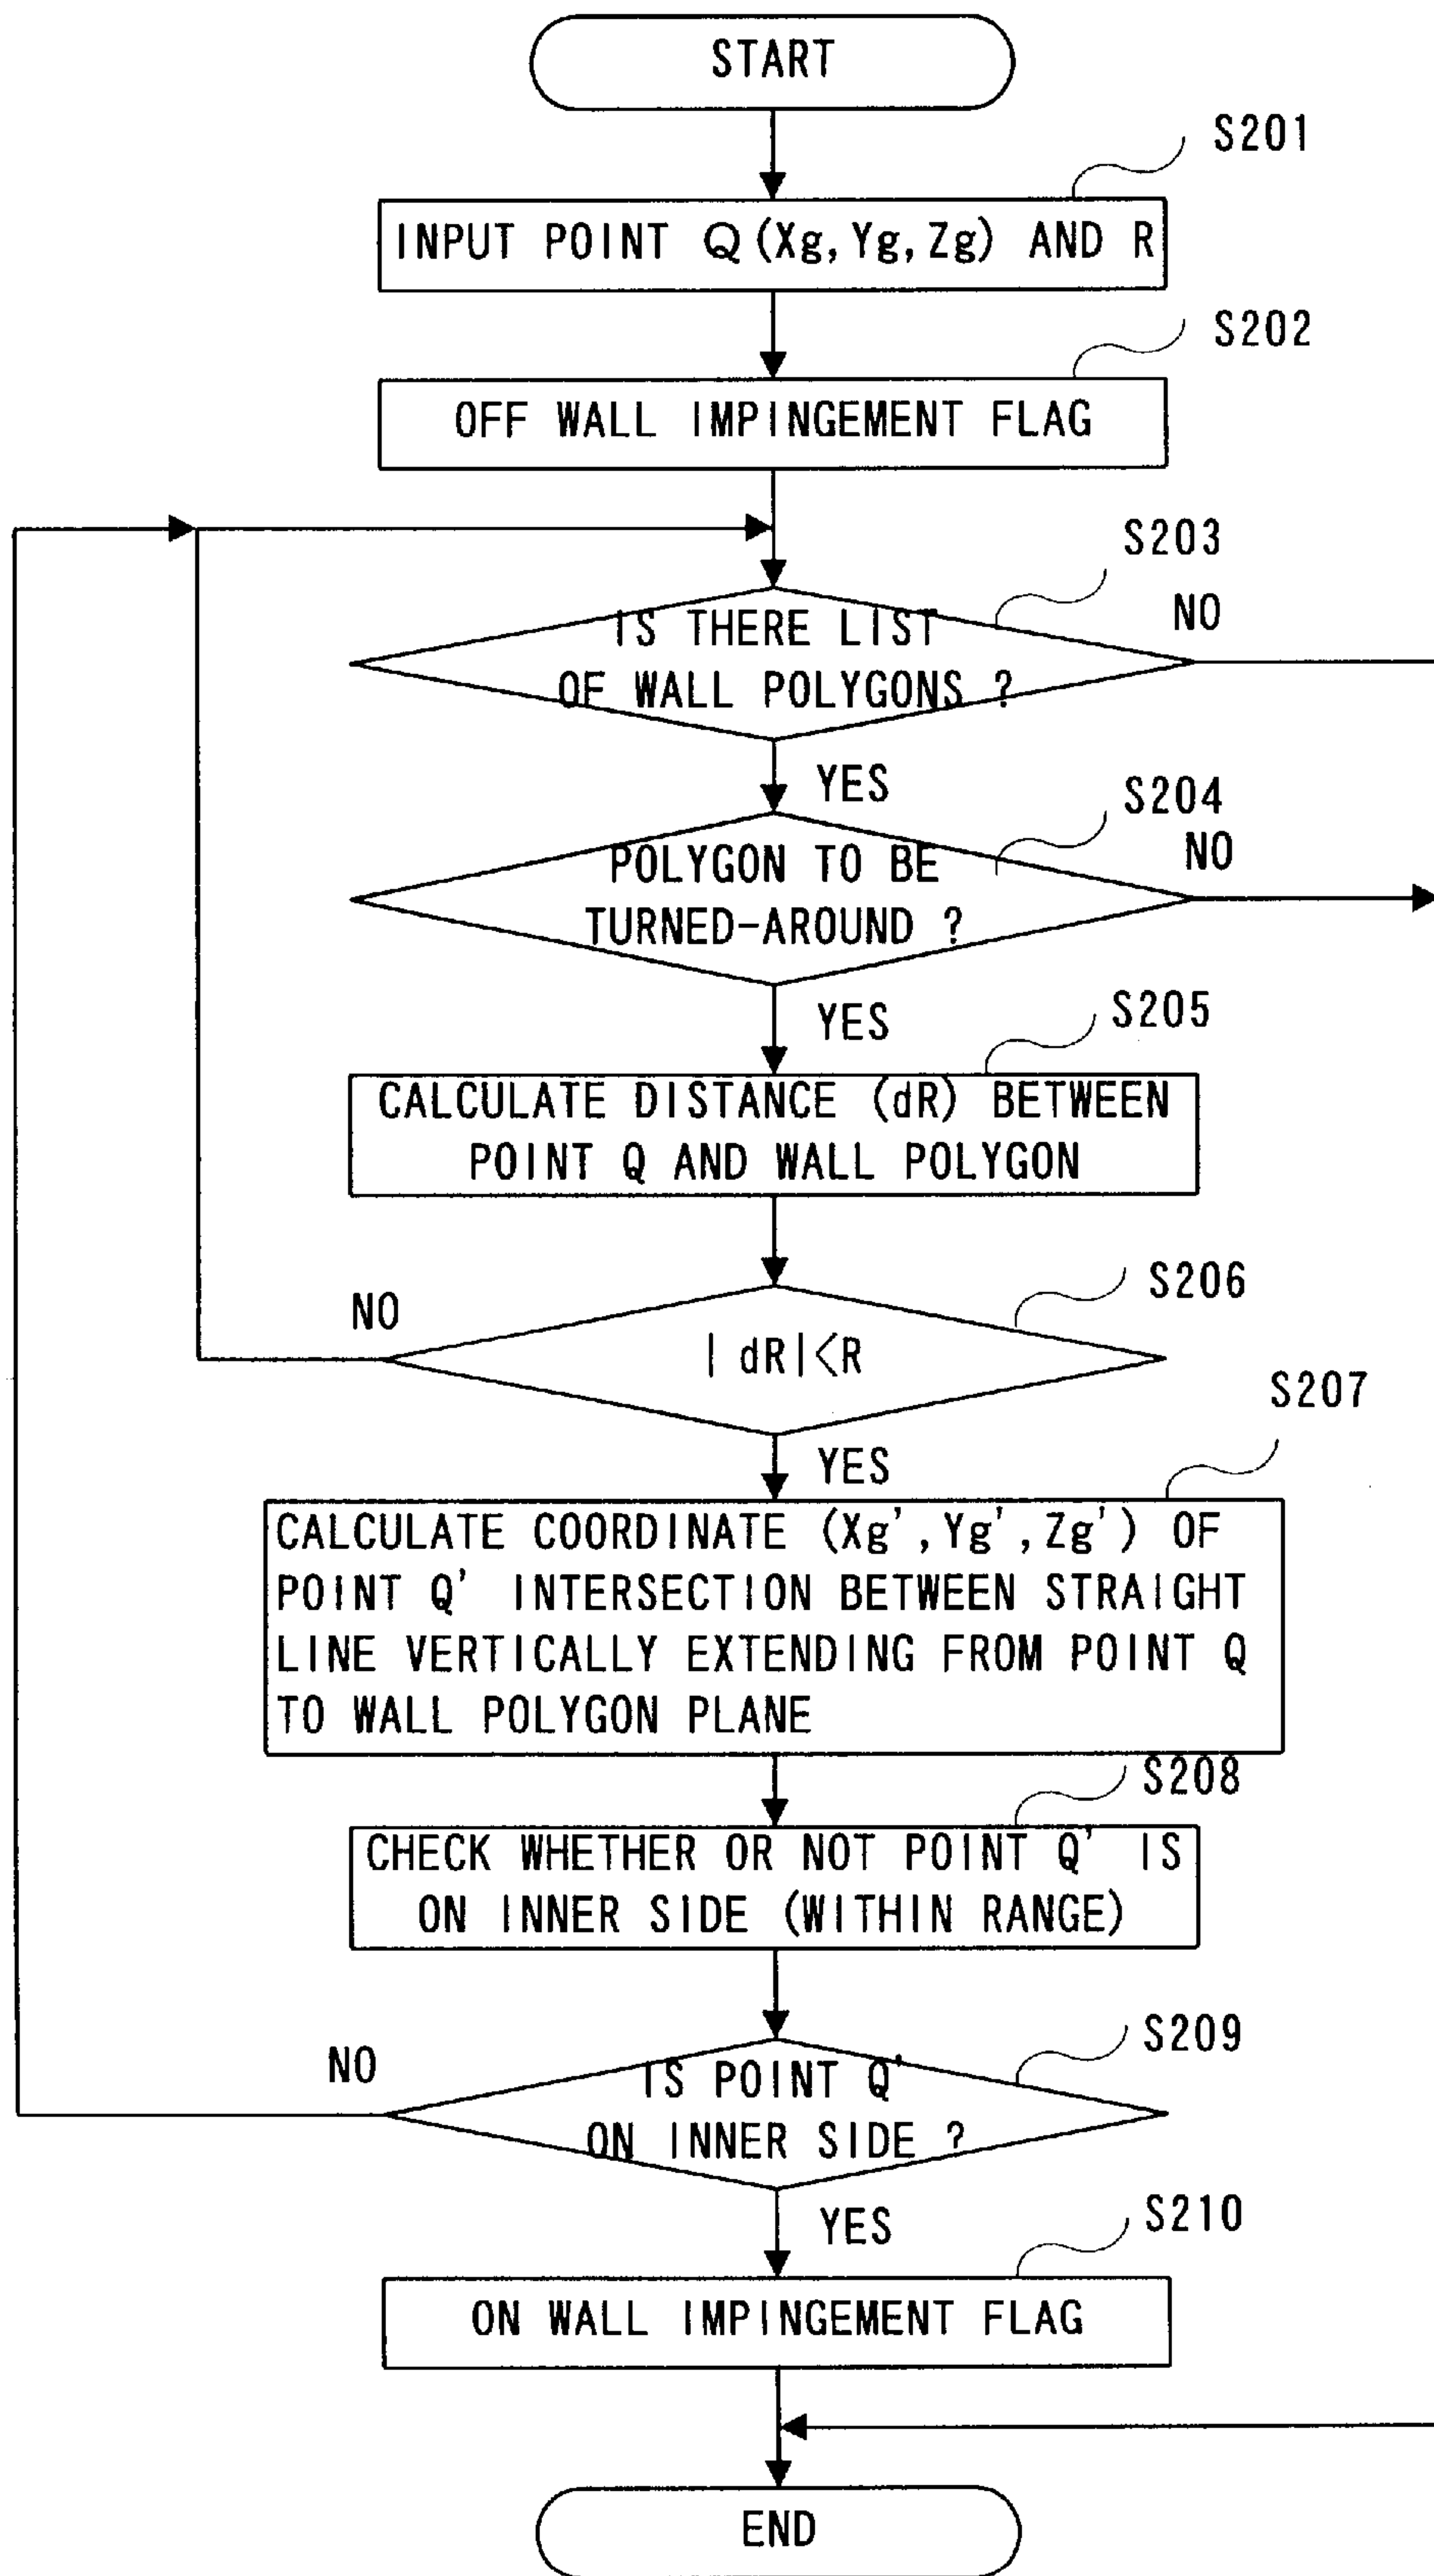 START
S201
INPUT POINT Q(Xg,Yg,Zg) AND R
S202
OFF WALL IMPINGEMENT FLAG
S203
IS THERE LIST
OF WALL POLYGONS ?
NO
YES
S204
POLYGON TO BE
TURNED-AROUND ?
NO
YES
S205
CALCULATE DISTANCE (dR) BETWEEN
POINT Q AND WALL POLYGON
S206
NO
|dR|<R
YES
S207
CALCULATE COORDINATE (Xg',Yg',Zg') OF
POINT Q' INTERSECTION BETWEEN STRAIGHT
LINE VERTICALLY EXTENDING FROM POINT Q
TO WALL POLYGON PLANE
S208
CHECK WHETHER OR NOT POINT Q' IS
ON INNER SIDE (WITHIN RANGE)
S209
NO
IS POINT Q'
ON INNER SIDE ?
YES
S210
ON WALL IMPINGEMENT FLAG
END